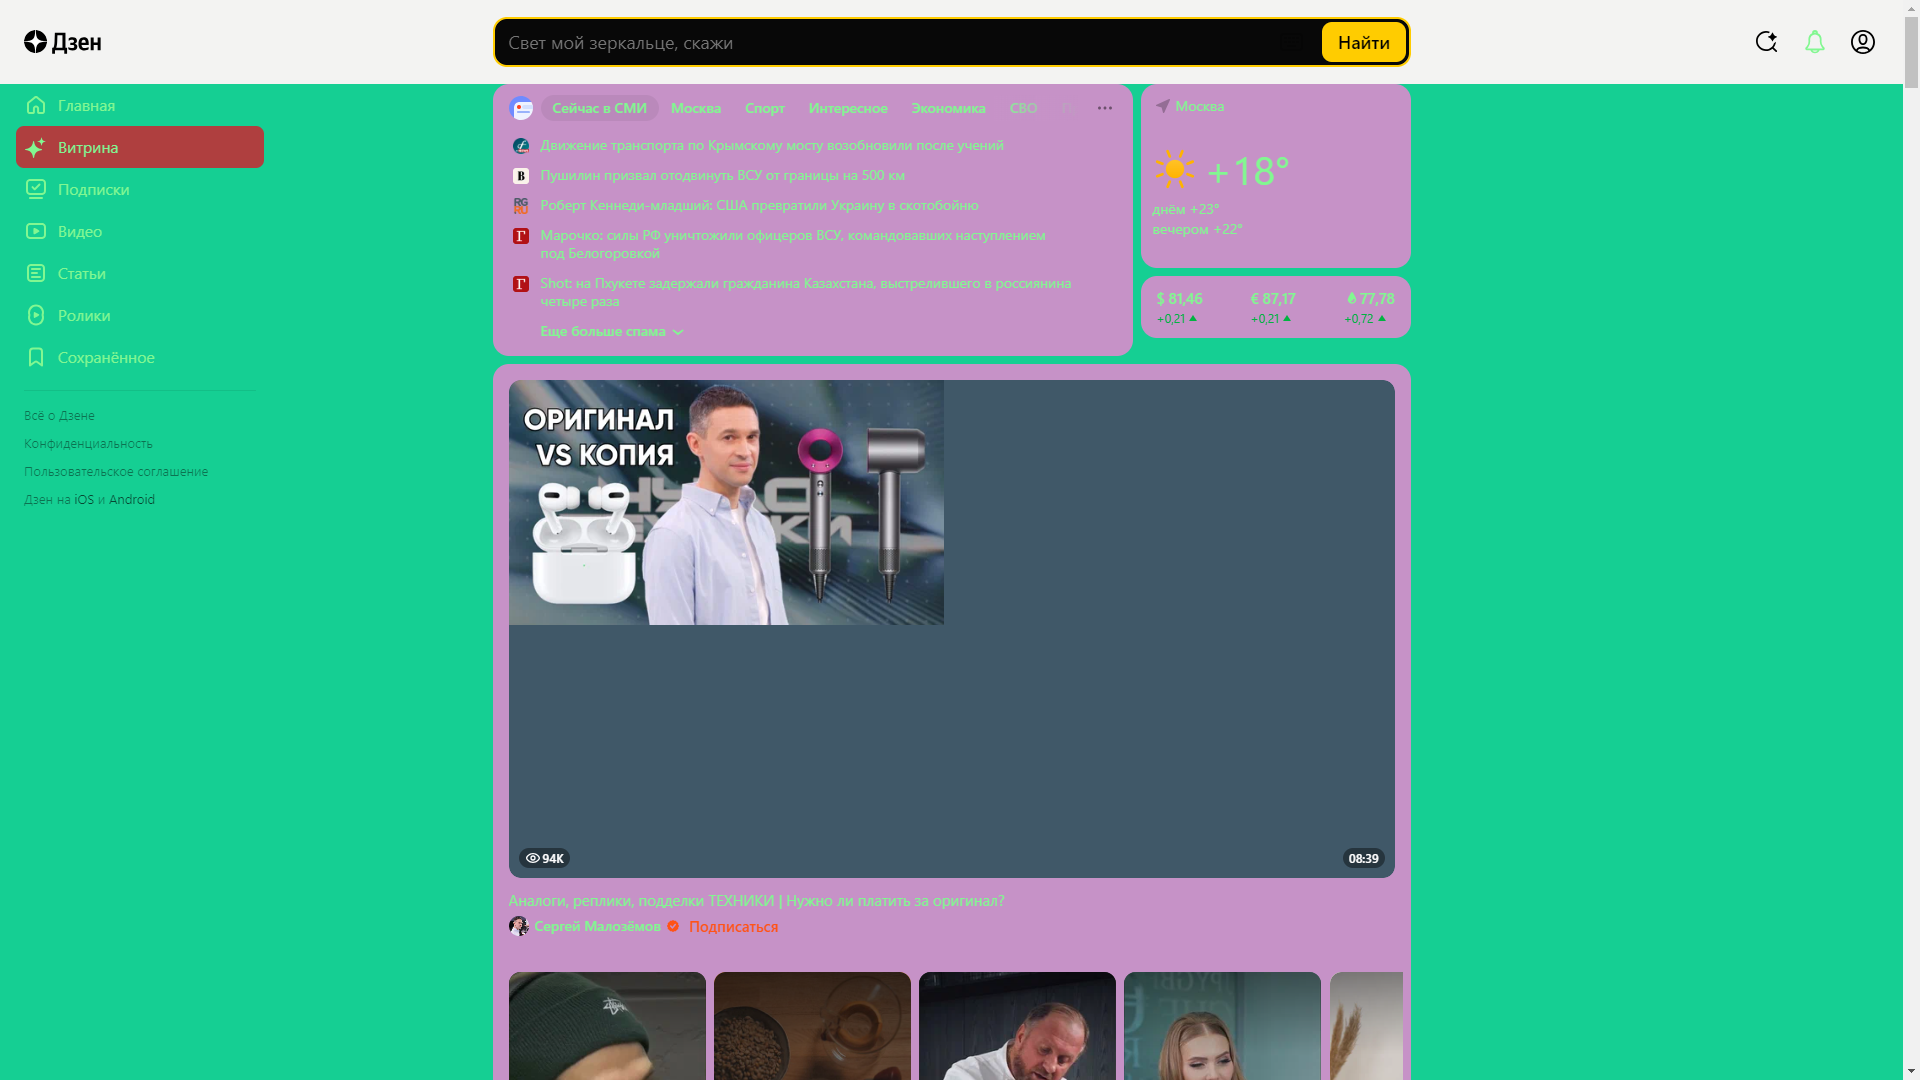 Дзен
Свет мой зеркальце, скажи
Найти
Главная
Витрина
Подписки
Видео
Статьи
Ролики
Сохранённое
Всё о Дзене
Конфиденциальность
Пользовательское соглашение
Дзен на iOS и Android
Сейчас в СМИ Москва Спорт Интересное Экономика СВО
Движение транспорта по Крымскому мосту возобновили после учений
Пушилин призвал отодвинуть ВСУ от границы на 500 км
Роберт Кеннеди-младший: США превратили Украину в скотобойню
Марочко: силы РФ уничтожили офицеров ВСУ, командовавших наступлением
под Белогоровкой
Shot: на Пхукете задержали гражданина Казахстана, выстрелившего в россиянина
четыре раза
Еще больше спама
Москва
+18°
днём +23°
вечером +22°
$ 81,46 € 87,17 77,78
+0,21 +0,21 +0,72
ОРИГИНАЛ
VS КОПИЯ
94K
08:39
Аналоги, реплики, подделки ТЕХНИКИ | Нужно ли платить за оригинал?
Сергей Малозёмов Подписаться